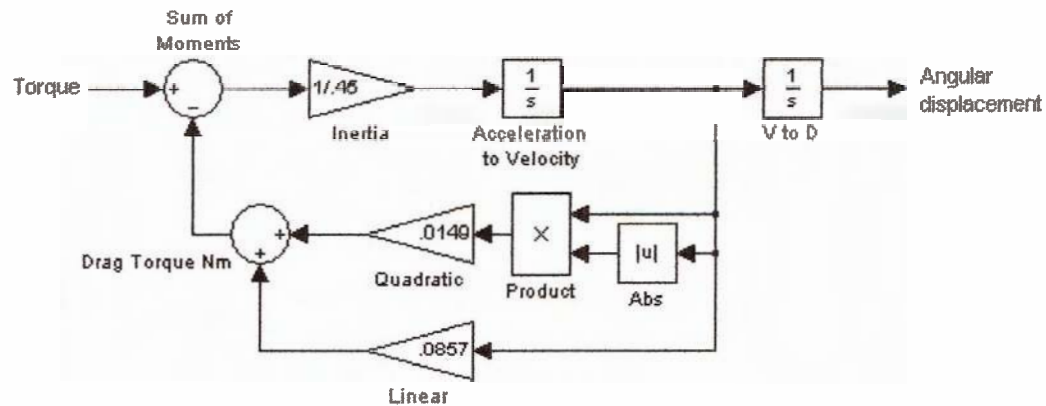 Sum of
Moments
Torque
+
−
1/.45
Inertia
1
s
Acceleration
to Velocity
1
s
V to D
Angular
displacement
+
+
Drag Torque Nm
.0149
Quadratic
×
Product
|u|
Abs
.0857
Linear